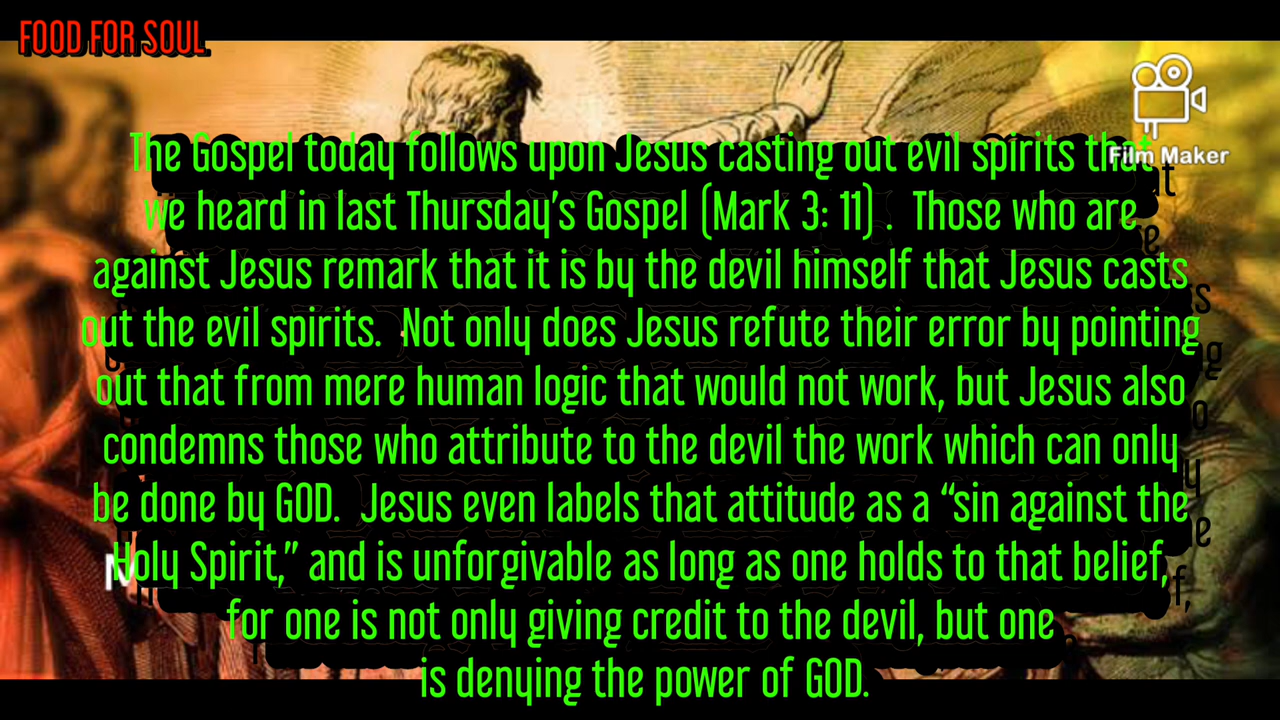 FOOD FOR SOUL
Film Maker
The Gospel today follows upon Jesus casting out evil spirits that
we heard in last Thursday's Gospel (Mark 3: 11) .  Those who are
against Jesus remark that it is by the devil himself that Jesus casts
out the evil spirits.  Not only does Jesus refute their error by pointing
out that from mere human logic that would not work, but Jesus also
condemns those who attribute to the devil the work which can only
be done by GOD.  Jesus even labels that attitude as a “sin against the
Holy Spirit,” and is unforgivable as long as one holds to that belief,
for one is not only giving credit to the devil, but one
is denying the power of GOD.